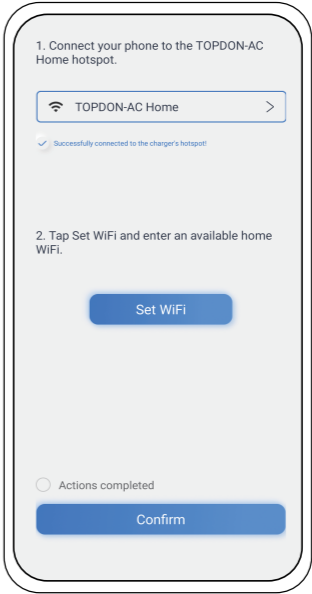 1. Connect your phone to the TOPDON-AC
Home hotspot.
TOPDON-AC Home
Successfully connected to the charger's hotspot!
2. Tap Set WiFi and enter an available home
WiFi.
Set WiFi
Actions completed
Confirm